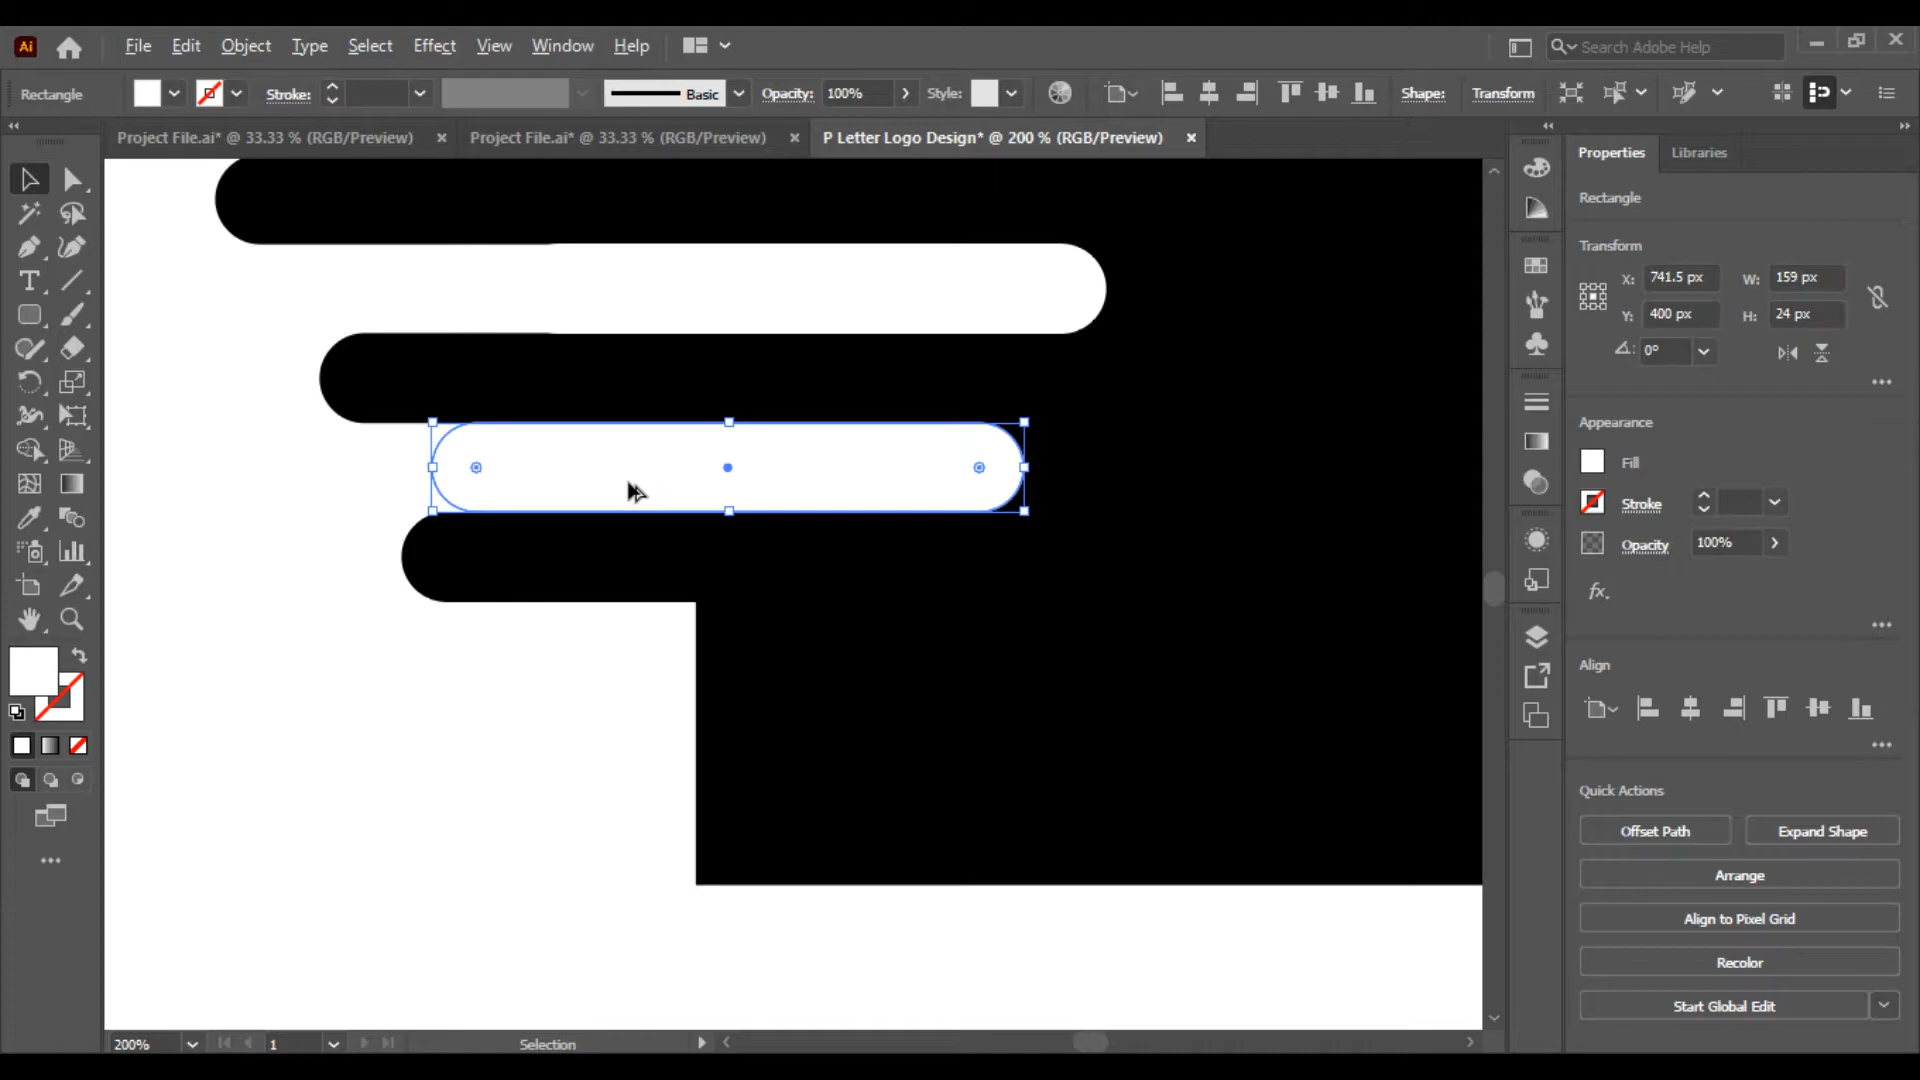 Ai File Edit Object Type Select Effect View Window Help Search Adobe Help
Rectangle Stroke: Basic Opacity: 100% Style: Shape: Transform
Project File.ai* @ 33.33 % (RGB/Preview) Project File.ai* @ 33.33 % (RGB/Preview) P Letter Logo Design* @ 200 % (RGB/Preview)
Properties Libraries
Rectangle
Transform
X: 741.5 px W: 159 px
Y: 400 px H: 24 px
0°
Appearance
Fill
Stroke
Opacity 100%
fx.
Align
Quick Actions
Offset Path Expand Shape
Arrange
Align to Pixel Grid
Recolor
Start Global Edit
200% 1 Selection